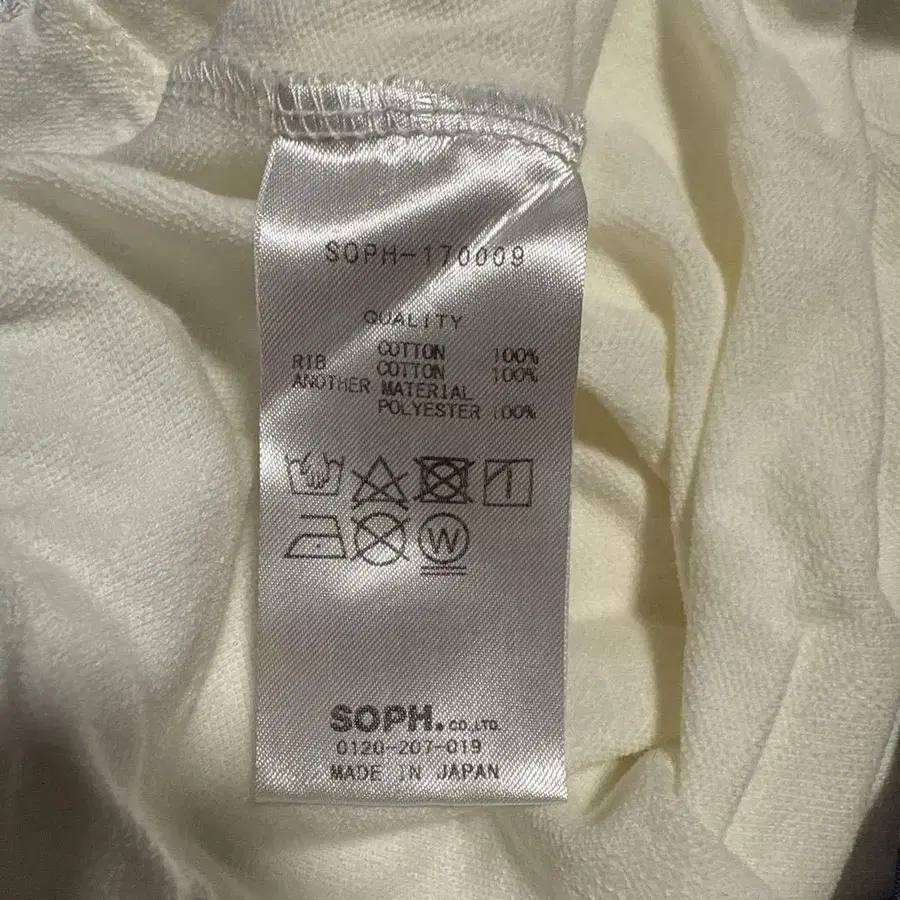 SOPH-170009
QUALITY
COTTON 100%
RIB COTTON 100%
ANOTHER MATERIAL
POLYESTER 100%
W
SOPH.CO.,LTD.
0120-207-019
MADE IN JAPAN